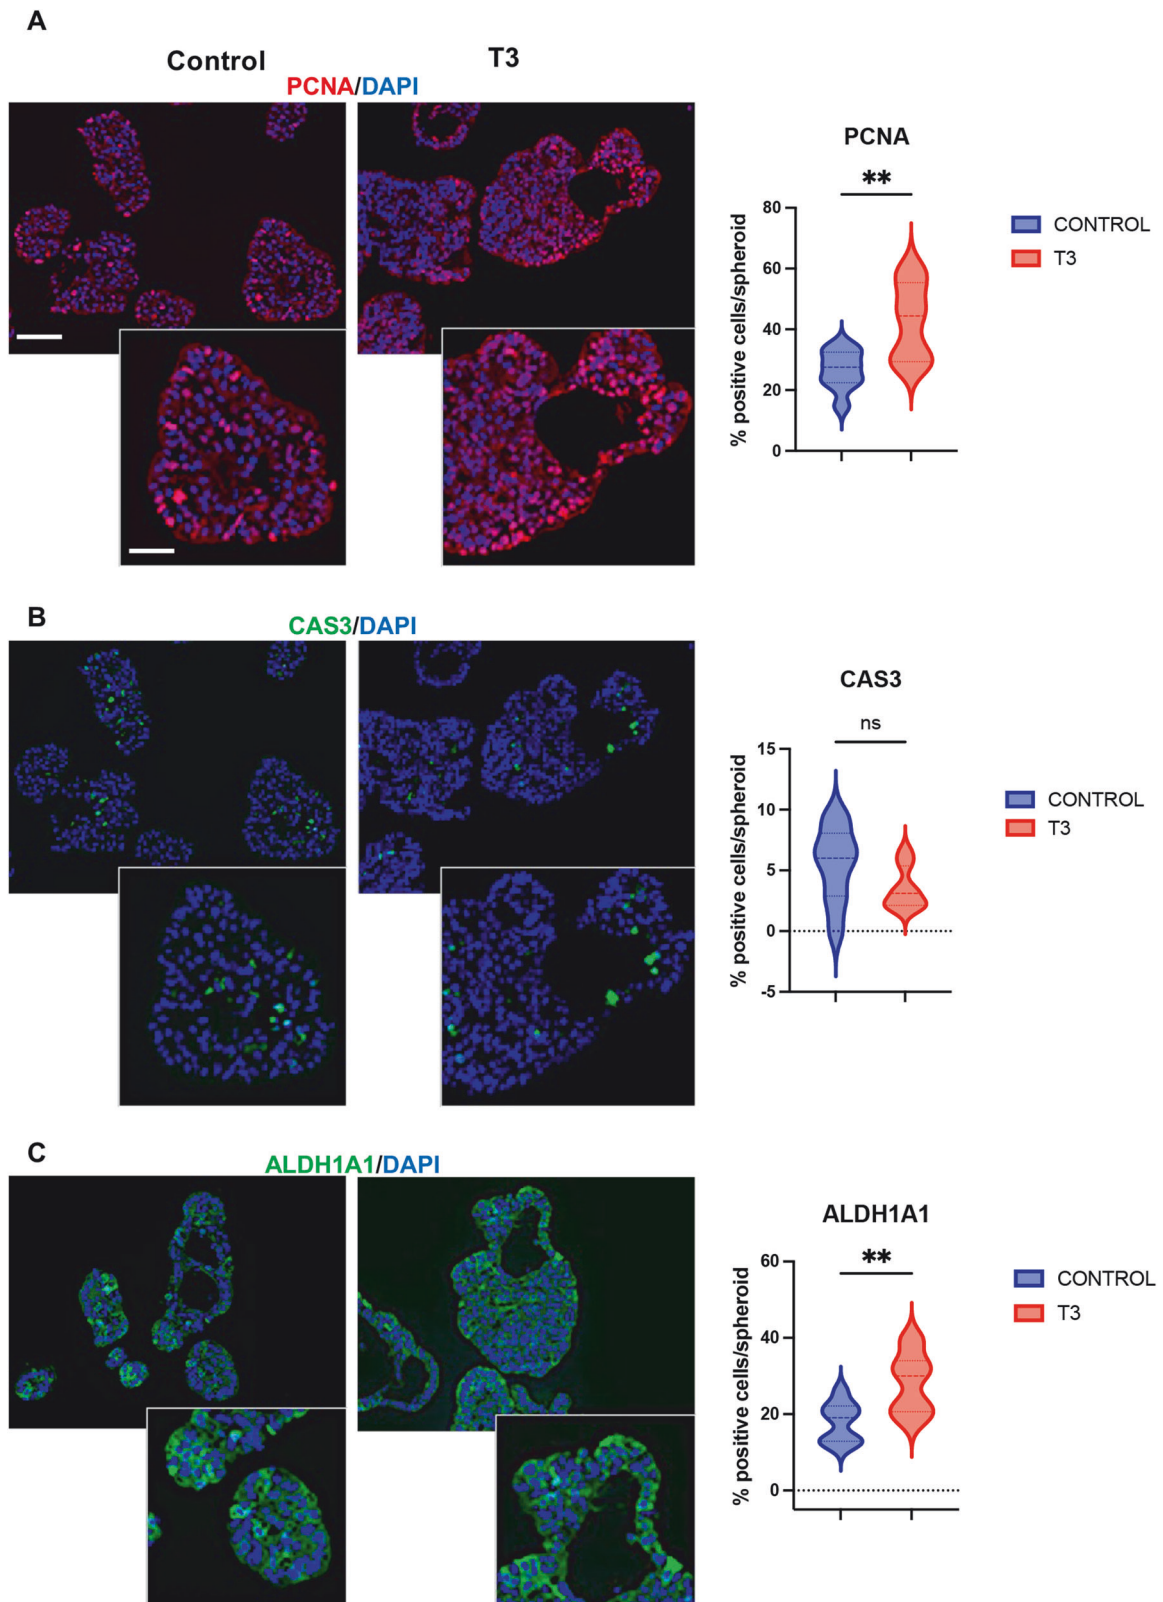 A
Control
T3
PCNA/DAPI
PCNA
**
% positive cells/spheroid
80
60
40
20
0
CONTROL
T3
B
CAS3/DAPI
CAS3
ns
% positive cells/spheroid
15
10
5
0
-5
CONTROL
T3
C
ALDH1A1/DAPI
ALDH1A1
**
% positive cells/spheroid
60
40
20
0
CONTROL
T3